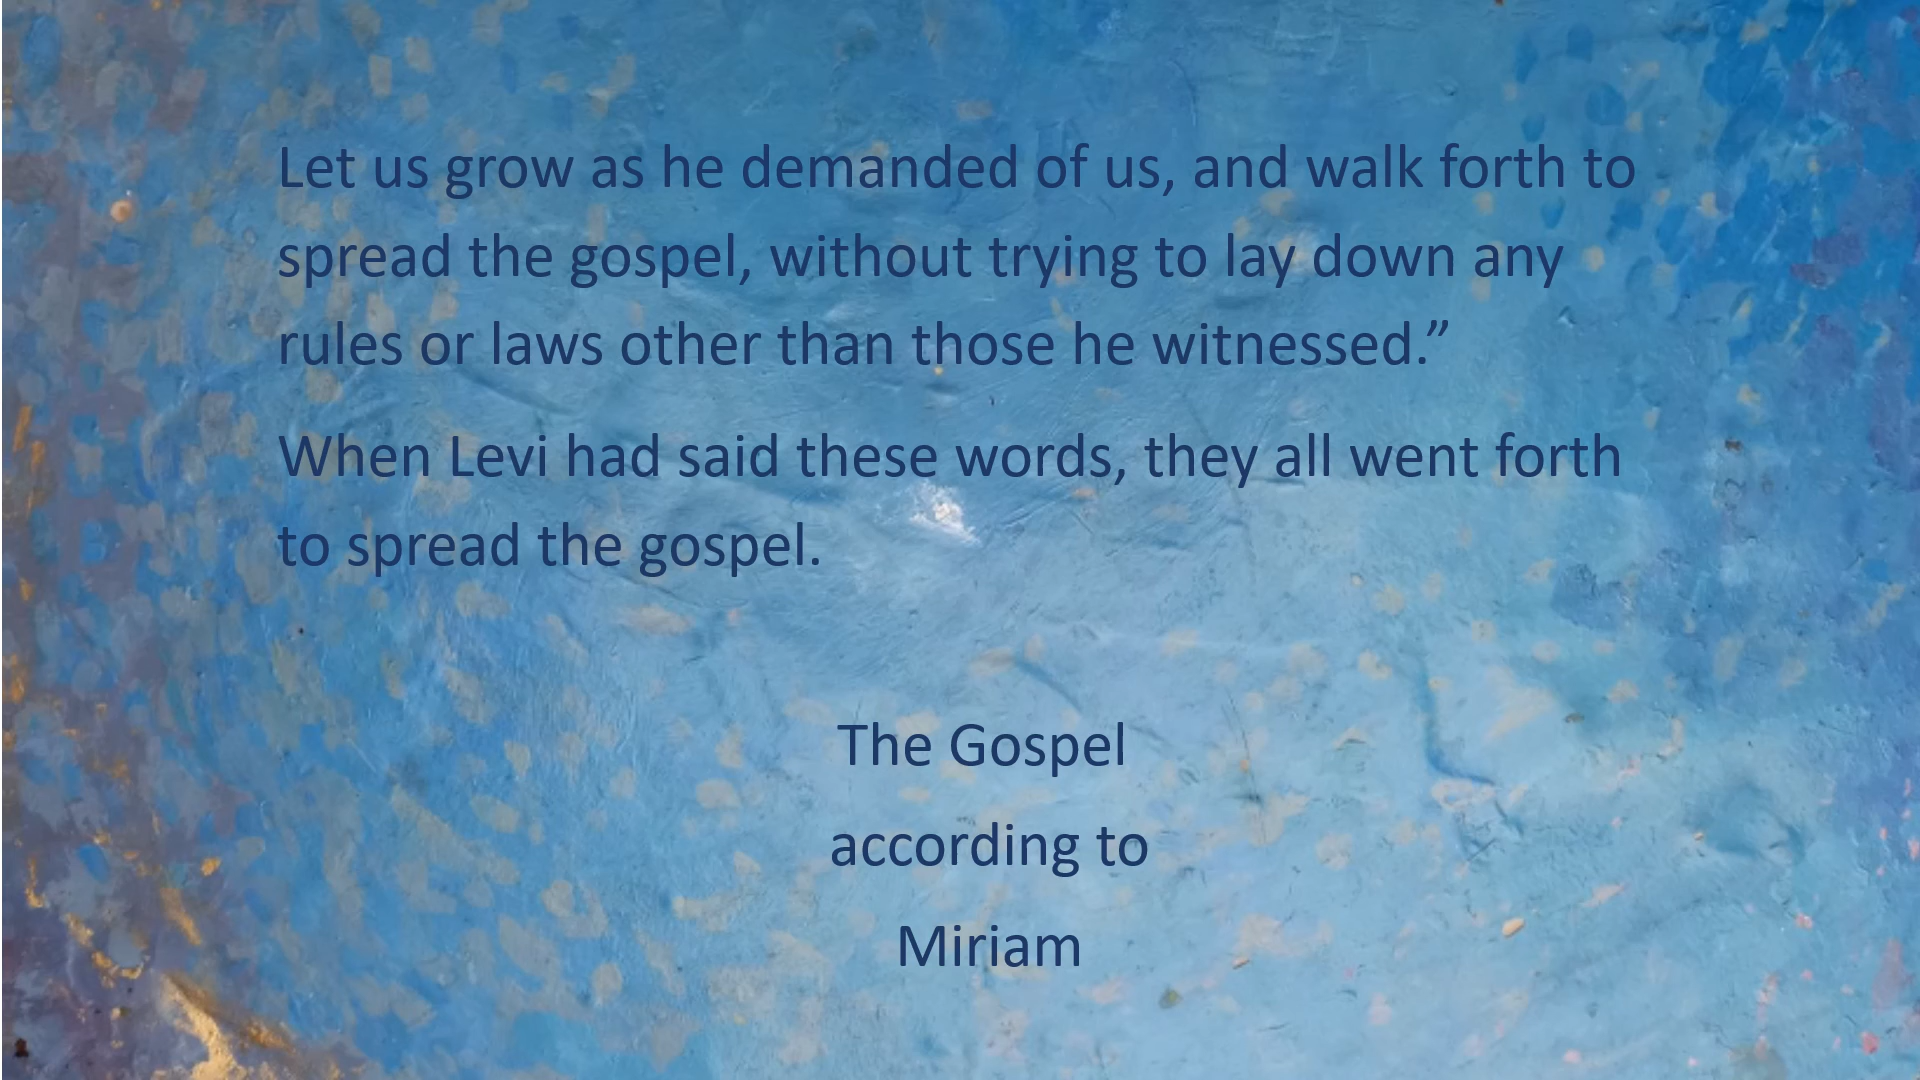 Let us grow as he demanded of us, and walk forth to
spread the gospel, without trying to lay down any
rules or laws other than those he witnessed.”
When Levi had said these words, they all went forth
to spread the gospel.
The Gospel
according to
Miriam